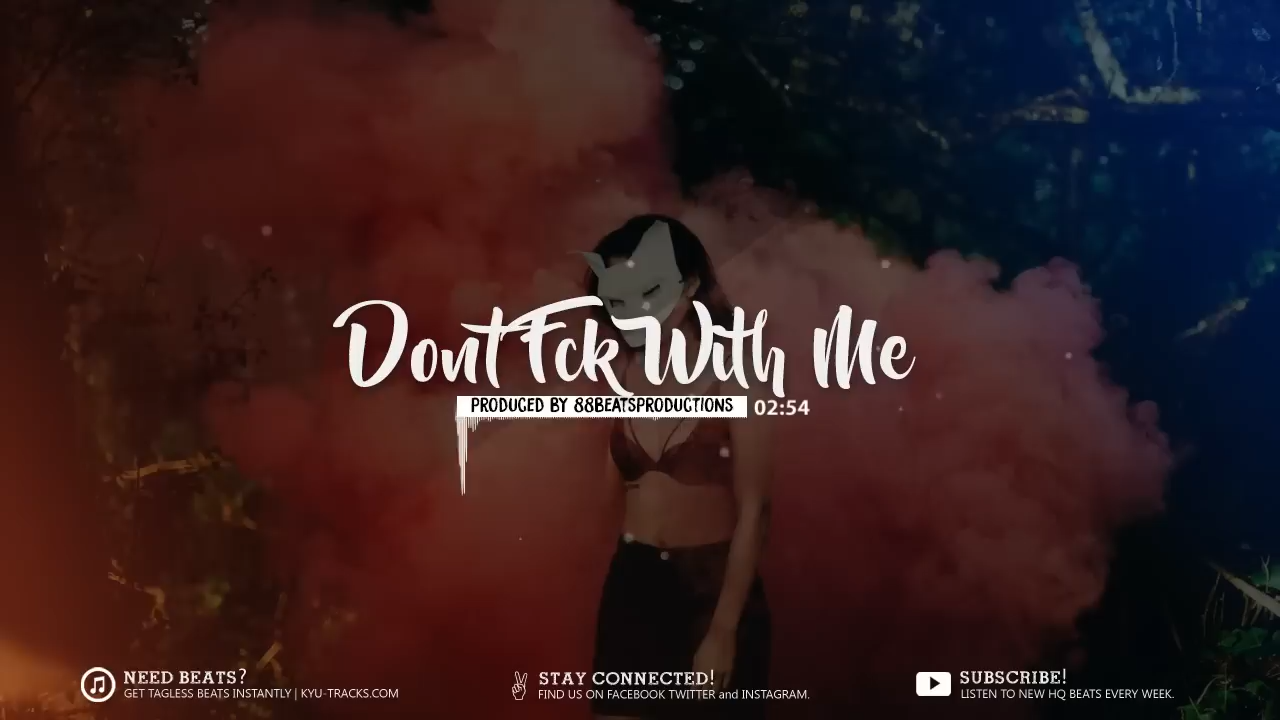 Dont Fck With Me
PRODUCED BY 88BEATSPRODUCTIONS 02:54
NEED BEATS?
GET TAGLESS BEATS INSTANTLY | KYU-TRACKS.COM
STAY CONNECTED!
FIND US ON FACEBOOK TWITTER and INSTAGRAM.
SUBSCRIBE!
LISTEN TO NEW HQ BEATS EVERY WEEK.